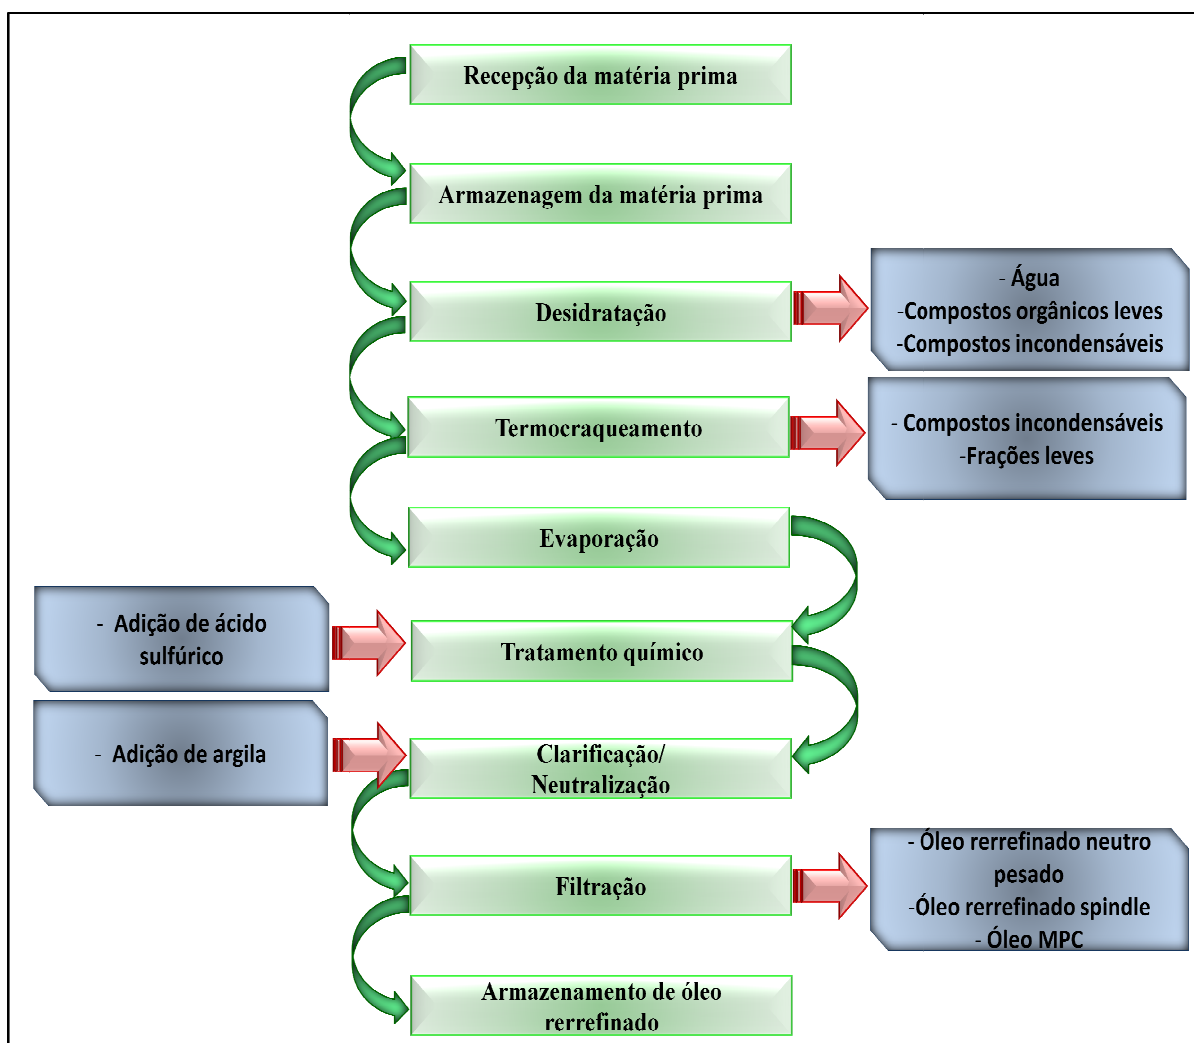 Recepção da matéria prima
Armazenagem da matéria prima
Desidratação
- Água
-Compostos orgânicos leves
-Compostos incondensáveis
Termocraqueamento
- Compostos incondensáveis
-Frações leves
Evaporação
- Adição de ácido
sulfúrico
Tratamento químico
- Adição de argila
Clarificação/
Neutralização
Filtração
- Óleo rerrefinado neutro
pesado
-Óleo rerrefinado spindle
- Óleo MPC
Armazenamento de óleo
rerrefinado